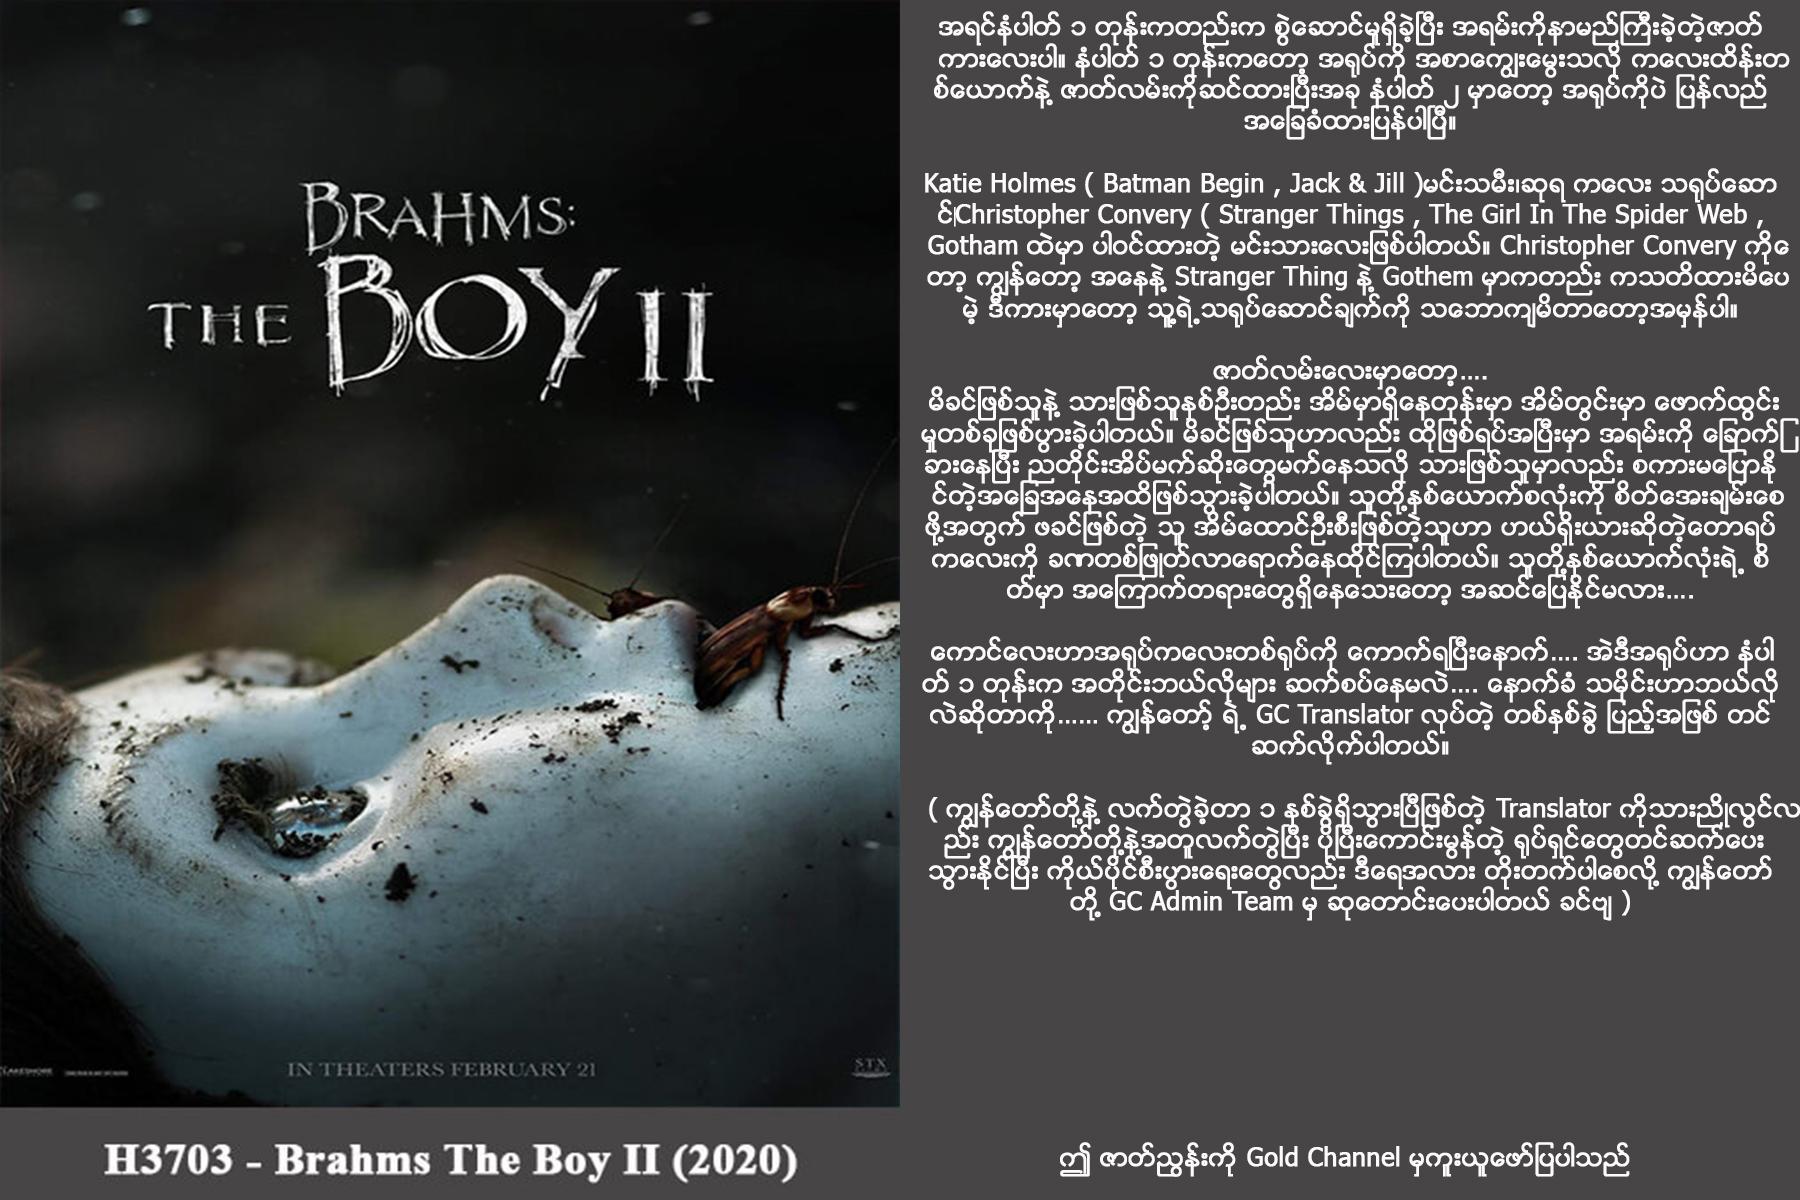 BRAHMS:
THE BOY II
IN THEATERS FEBRUARY 21
STX
H3703 - Brahms The Boy II (2020)
အရင်နံပါတ် ၁ တုန်းကတည်းက စွဲဆောင်မှုရှိခဲ့ပြီး အရမ်းကိုနာမည်ကြီးခဲ့တဲ့ဇာတ်
ကားလေးပါ။ နံပါတ် ၁ တုန်းကတော့ အရုပ်ကို အစာကျွေးမွေးသလို ကလေးထိန်းတ
စ်ယောက်နဲ့ ဇာတ်လမ်းကိုဆင်ထားပြီးအခု နံပါတ် ၂ မှာတော့ အရုပ်ကိုပဲ ပြန်လည်
အခြေခံထားပြန်ပါပြီ။
Katie Holmes ( Batman Begin , Jack & Jill )မင်းသမီး၊ဆုရ ကလေး သရုပ်ဆော
င်၊Christopher Convery ( Stranger Things , The Girl In The Spider Web ,
Gotham ထဲမှာ ပါဝင်ထားတဲ့ မင်းသားလေးဖြစ်ပါတယ်။ Christopher Convery ကိုေ
တာ့ ကျွန်တော့ အနေနဲ့ Stranger Thing နဲ့ Gothem မှာကတည်း ကသတိထားမိပေ
မဲ့ ဒီကားမှာတော့ သူ့ရဲ့သရုပ်ဆောင်ချက်ကို သဘောကျမိတာတော့အမှန်ပါ။
ဇာတ်လမ်းလေးမှာတော့....
မိခင်ဖြစ်သူနဲ့ သားဖြစ်သူနှစ်ဦးတည်း အိမ်မှာရှိနေတုန်းမှာ အိမ်တွင်းမှာ ဖောက်ထွင်း
မှုတစ်ခုဖြစ်ပွားခဲ့ပါတယ်။ မိခင်ဖြစ်သူဟာလည်း ထိုဖြစ်ရပ်အပြီးမှာ အရမ်းကို ခြောက်ြ
ခားနေပြီး ညတိုင်းအိပ်မက်ဆိုးတွေမက်နေသလို သားဖြစ်သူမှာလည်း စကားမပြောနို
င်တဲ့အခြေအနေအထိဖြစ်သွားခဲ့ပါတယ်။ သူတို့နှစ်ယောက်စလုံးကို စိတ်အေးချမ်းစေ
ဖို့အတွက် ဖခင်ဖြစ်တဲ့ သူ အိမ်ထောင်ဦးစီးဖြစ်တဲ့သူဟာ ဟယ်ရှိုးယားဆိုတဲ့တောရပ်
ကလေးကို ခဏတစ်ဖြုတ်လာရောက်နေထိုင်ကြပါတယ်။ သူတို့နှစ်ယောက်လုံးရဲ့ စိ
တ်မှာ အကြောက်တရားတွေရှိနေသေးတော့ အဆင်ပြေနိုင်မလား....
ကောင်လေးဟာအရုပ်ကလေးတစ်ရုပ်ကို ကောက်ရပြီးနောက်.... အဲဒီအရုပ်ဟာ နံပါ
တ် ၁ တုန်းက အတိုင်းဘယ်လိုများ ဆက်စပ်နေမလဲ.... နောက်ခံ သမိုင်းဟာဘယ်လို
လဲဆိုတာကို...... ကျွန်တော့် ရဲ့ GC Translator လုပ်တဲ့ တစ်နှစ်ခွဲ ပြည့်အဖြစ် တင်
ဆက်လိုက်ပါတယ်။
( ကျွန်တော်တို့နဲ့ လက်တွဲခဲ့တာ ၁ နှစ်ခွဲရှိသွားပြီဖြစ်တဲ့ Translator ကိုသားညိုလွင်လ
ည်း ကျွန်တော်တို့နဲ့အတူလက်တွဲပြီး ပိုပြီးကောင်းမွန်တဲ့ ရုပ်ရှင်တွေတင်ဆက်ပေး
သွားနိုင်ပြီး ကိုယ်ပိုင်စီးပွားရေးတွေလည်း ဒီရေအလား တိုးတက်ပါစေလို့ ကျွန်တော်
တို့ GC Admin Team မှ ဆုတောင်းပေးပါတယ် ခင်ဗျ )
ဤ ဇာတ်ညွှန်းကို Gold Channel မှကူးယူဖော်ပြပါသည်